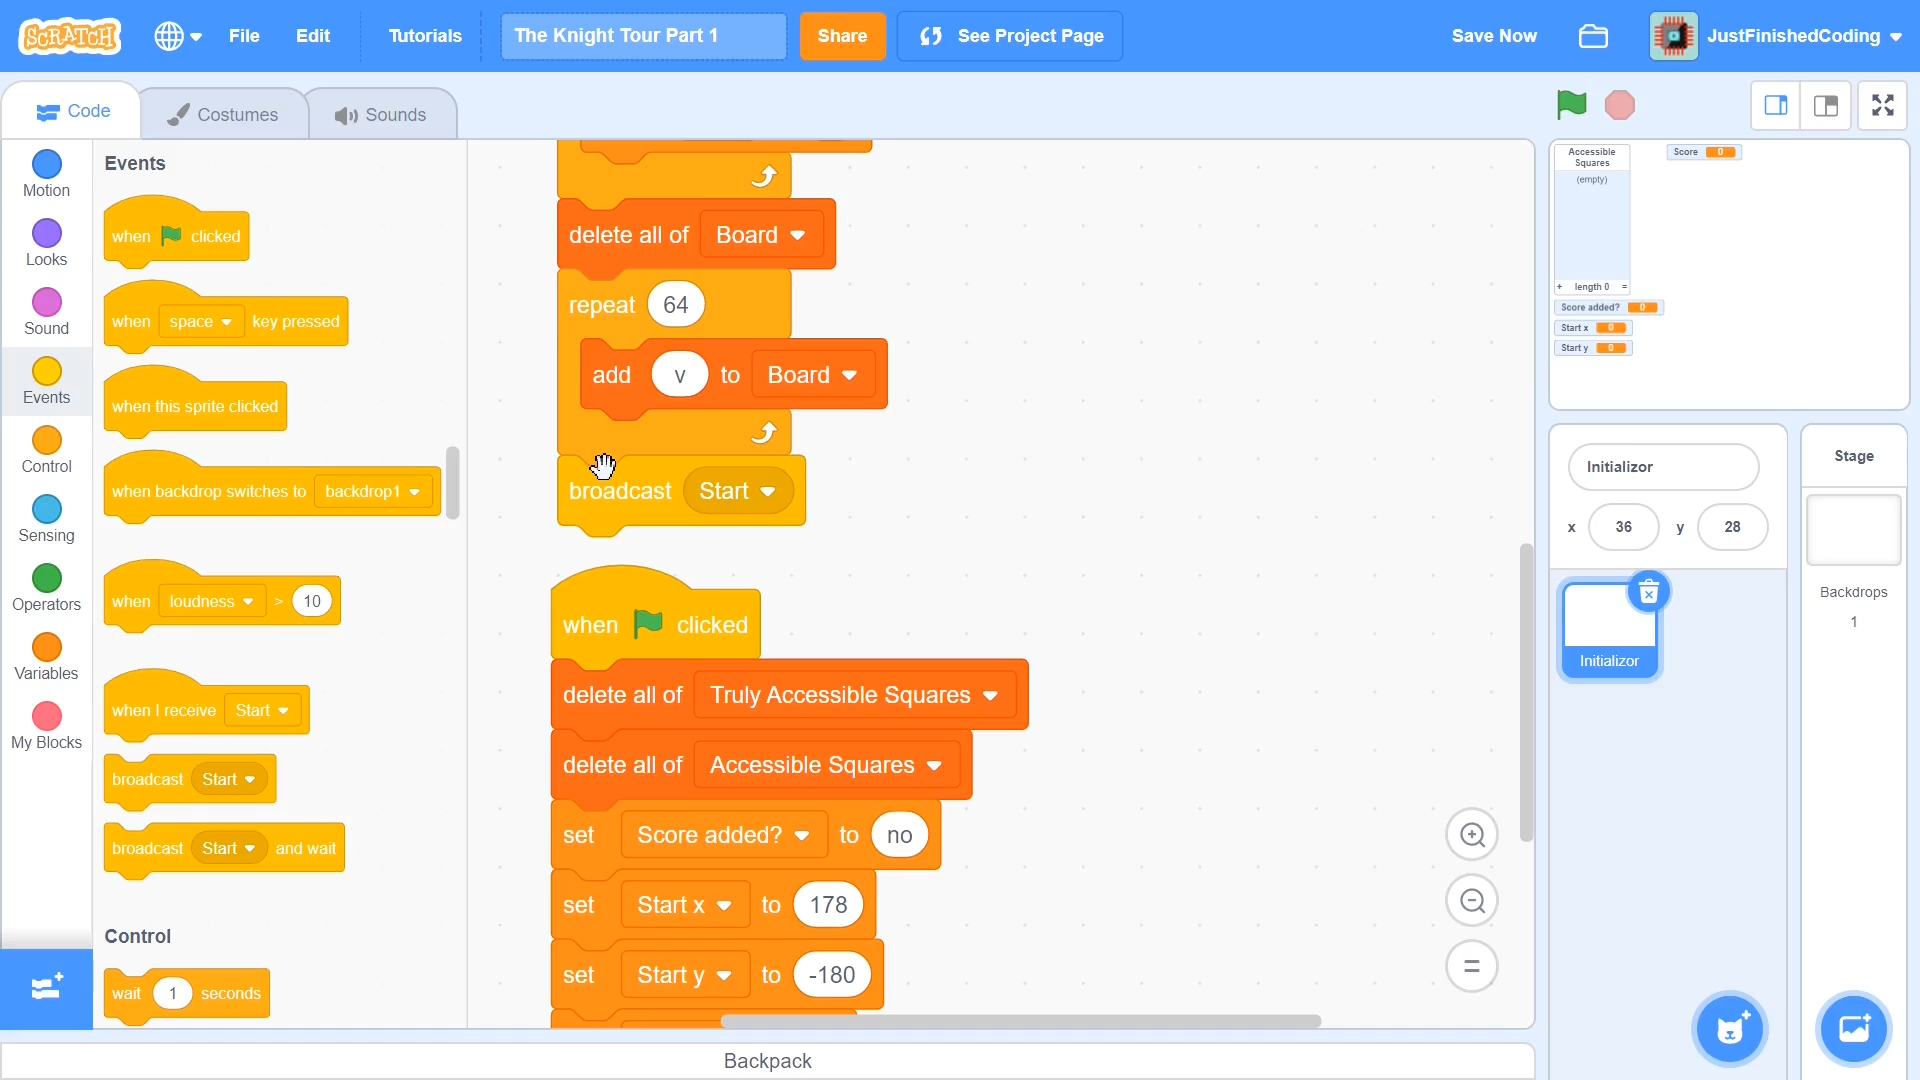 SCRATCH
File
Edit
Tutorials
The Knight Tour Part 1
Share
See Project Page
Save Now
JustFinishedCoding
Code
Costumes
Sounds
Motion
Looks
Sound
Events
Control
Sensing
Operators
Variables
My Blocks
Events
when clicked
when space key pressed
when this sprite clicked
when backdrop switches to backdrop1
when loudness > 10
when I receive Start
broadcast Start
broadcast Start and wait
Control
wait 1 seconds
delete all of Board
repeat 64
add v to Board
broadcast Start
when clicked
delete all of Truly Accessible Squares
delete all of Accessible Squares
set Score added? to no
set Start x to 178
set Start y to -180
Backpack
Accessible
Squares
(empty)
+ length 0 =
Score 0
Score added? 0
Start x 0
Start y 0
Initializor
x 36 y 28
Initializor
Stage
Backdrops
1